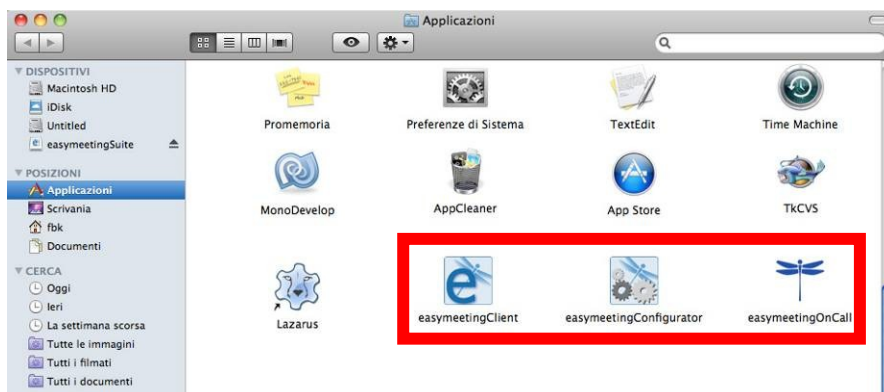 Applicazioni
DISPOSITIVI
Macintosh HD
iDisk
Untitled
easymeetingSuite
POSIZIONI
Applicazioni
Scrivania
fbk
Documenti
CERCA
Oggi
Ieri
La settimana scorsa
Tutte le immagini
Tutti i filmati
Tutti i documenti
Promemoria Preferenze di Sistema TextEdit Time Machine
MonoDevelop AppCleaner App Store TkCVS
Lazarus easymeetingClient easymeetingConfigurator easymeetingOnCall